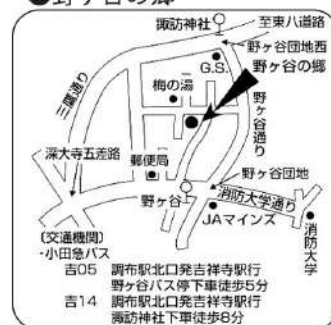 ●野ヶ谷の郷
諏訪神社
至東八道路
野ヶ谷団地西
G.S.
野ヶ谷の郷
梅の湯
三鷹通り
野ヶ谷通り
深大寺五差路
郵便局
野ヶ谷団地
野ヶ谷
消防大学通り
JAマインズ
消防大学
〔交通機関〕
・小田急バス
吉05 調布駅北口発吉祥寺駅行
野ヶ谷バス停下車徒歩5分
吉14 調布駅北口発吉祥寺駅行
諏訪神社下車徒歩8分